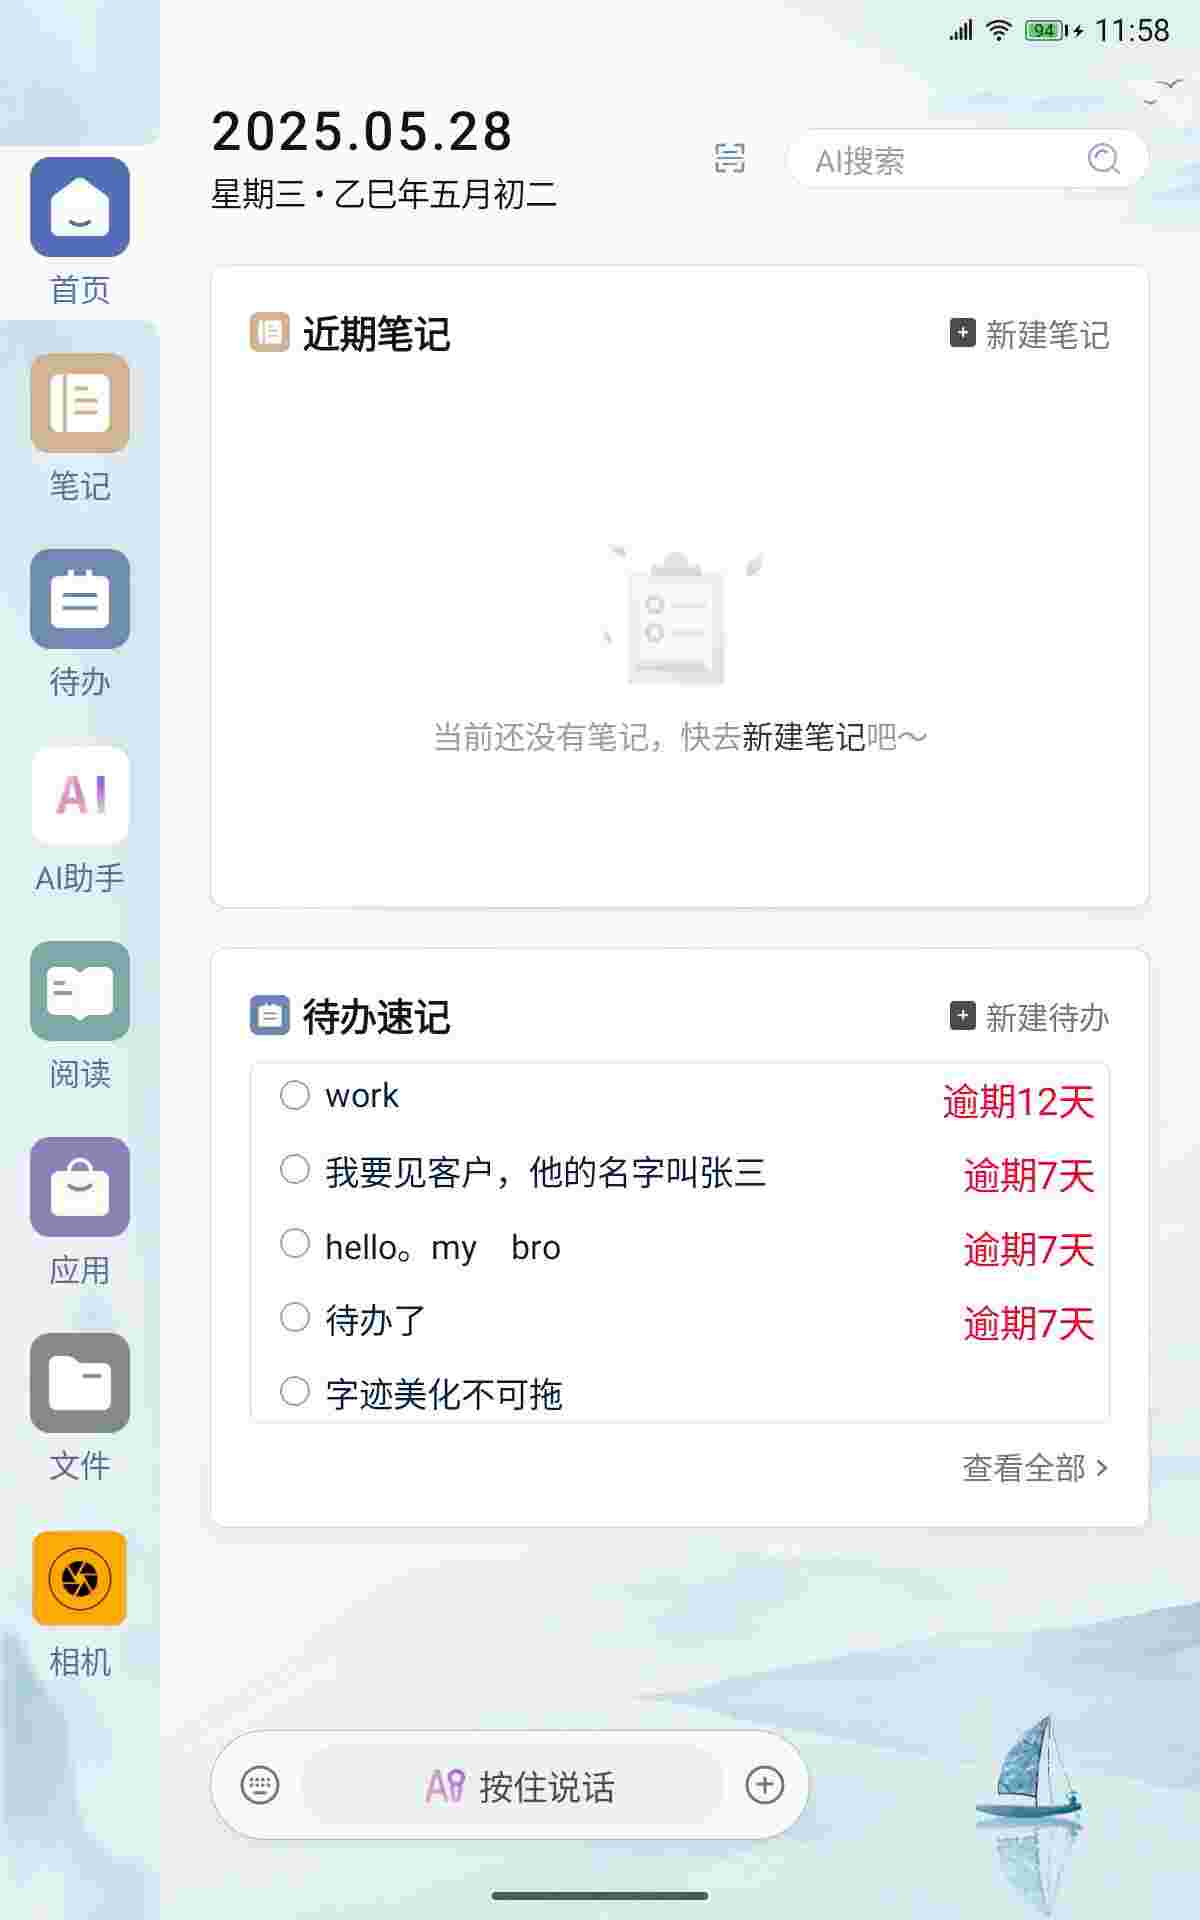 94 11:58
2025.05.28
星期三·乙巳年五月初二
AI搜索
首页
笔记
待办
AI
AI助手
阅读
应用
文件
相机
近期笔记
新建笔记
当前还没有笔记，快去新建笔记吧～
待办速记
新建待办
work 逾期12天
我要见客户，他的名字叫张三 逾期7天
hello。my　bro 逾期7天
待办了 逾期7天
字迹美化不可拖
查看全部 >
按住说话